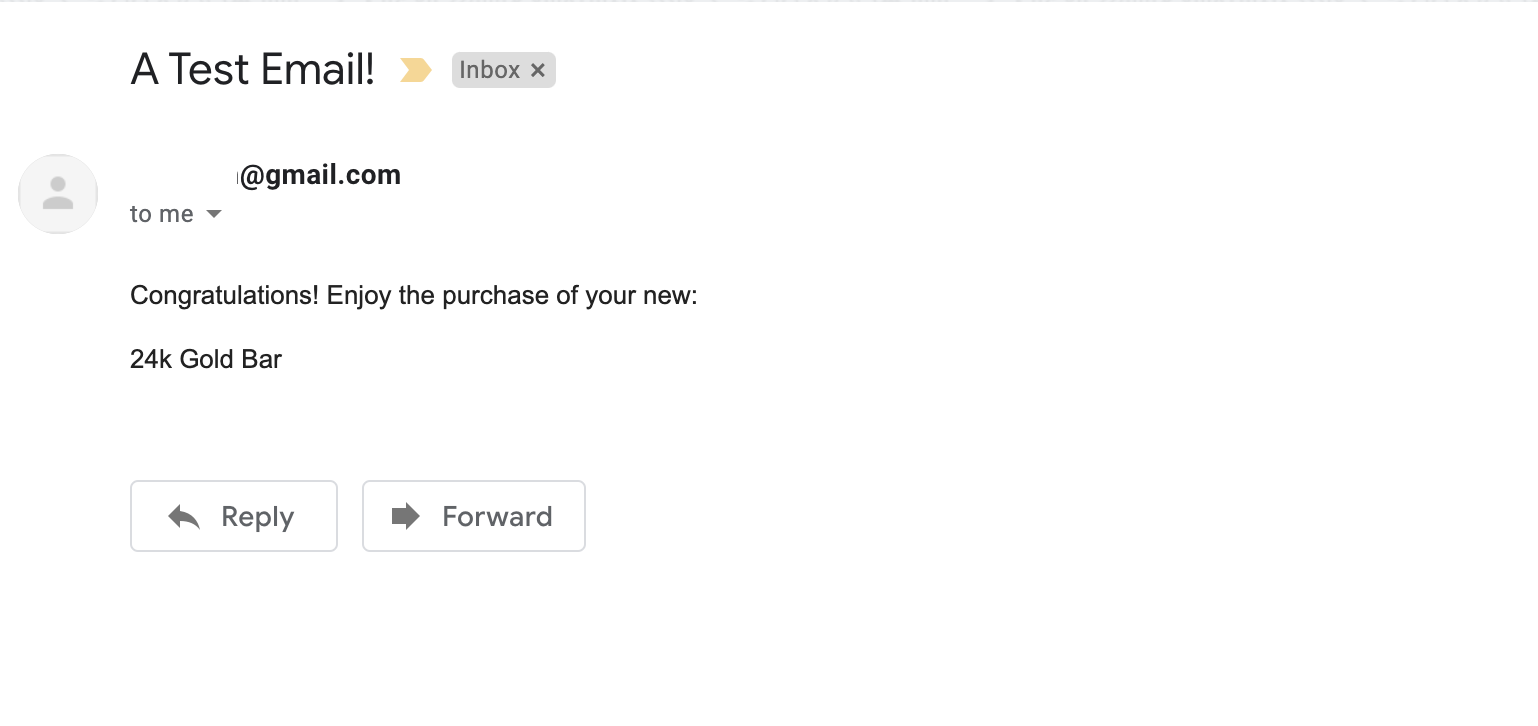 A Test Email!
Inbox ×
@gmail.com
to me
Congratulations! Enjoy the purchase of your new:
24k Gold Bar
Reply
Forward